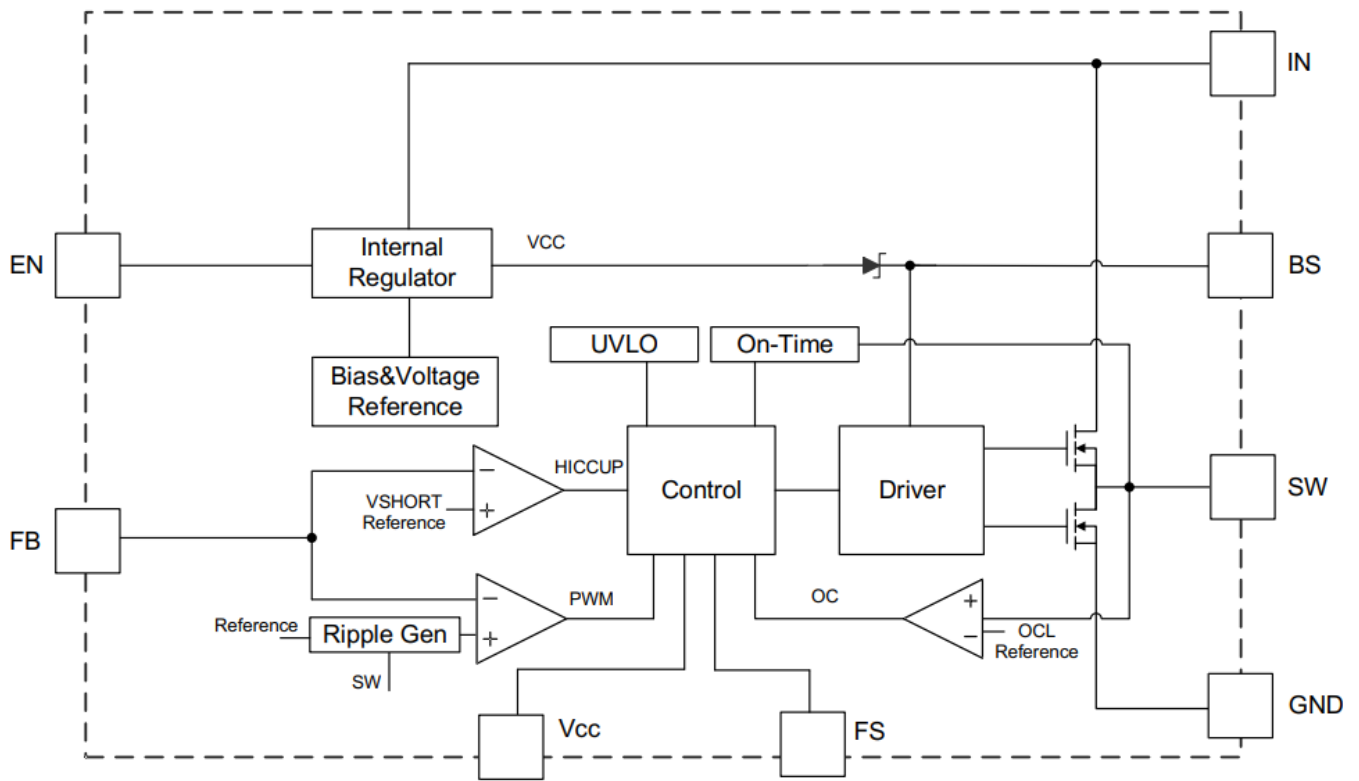 IN
EN
Internal
Regulator
VCC
BS
UVLO
On-Time
Bias&Voltage
Reference
HICCUP
VSHORT
Reference
Control
Driver
SW
FB
PWM
OC
Reference
Ripple Gen
SW
OCL
Reference
GND
Vcc
FS